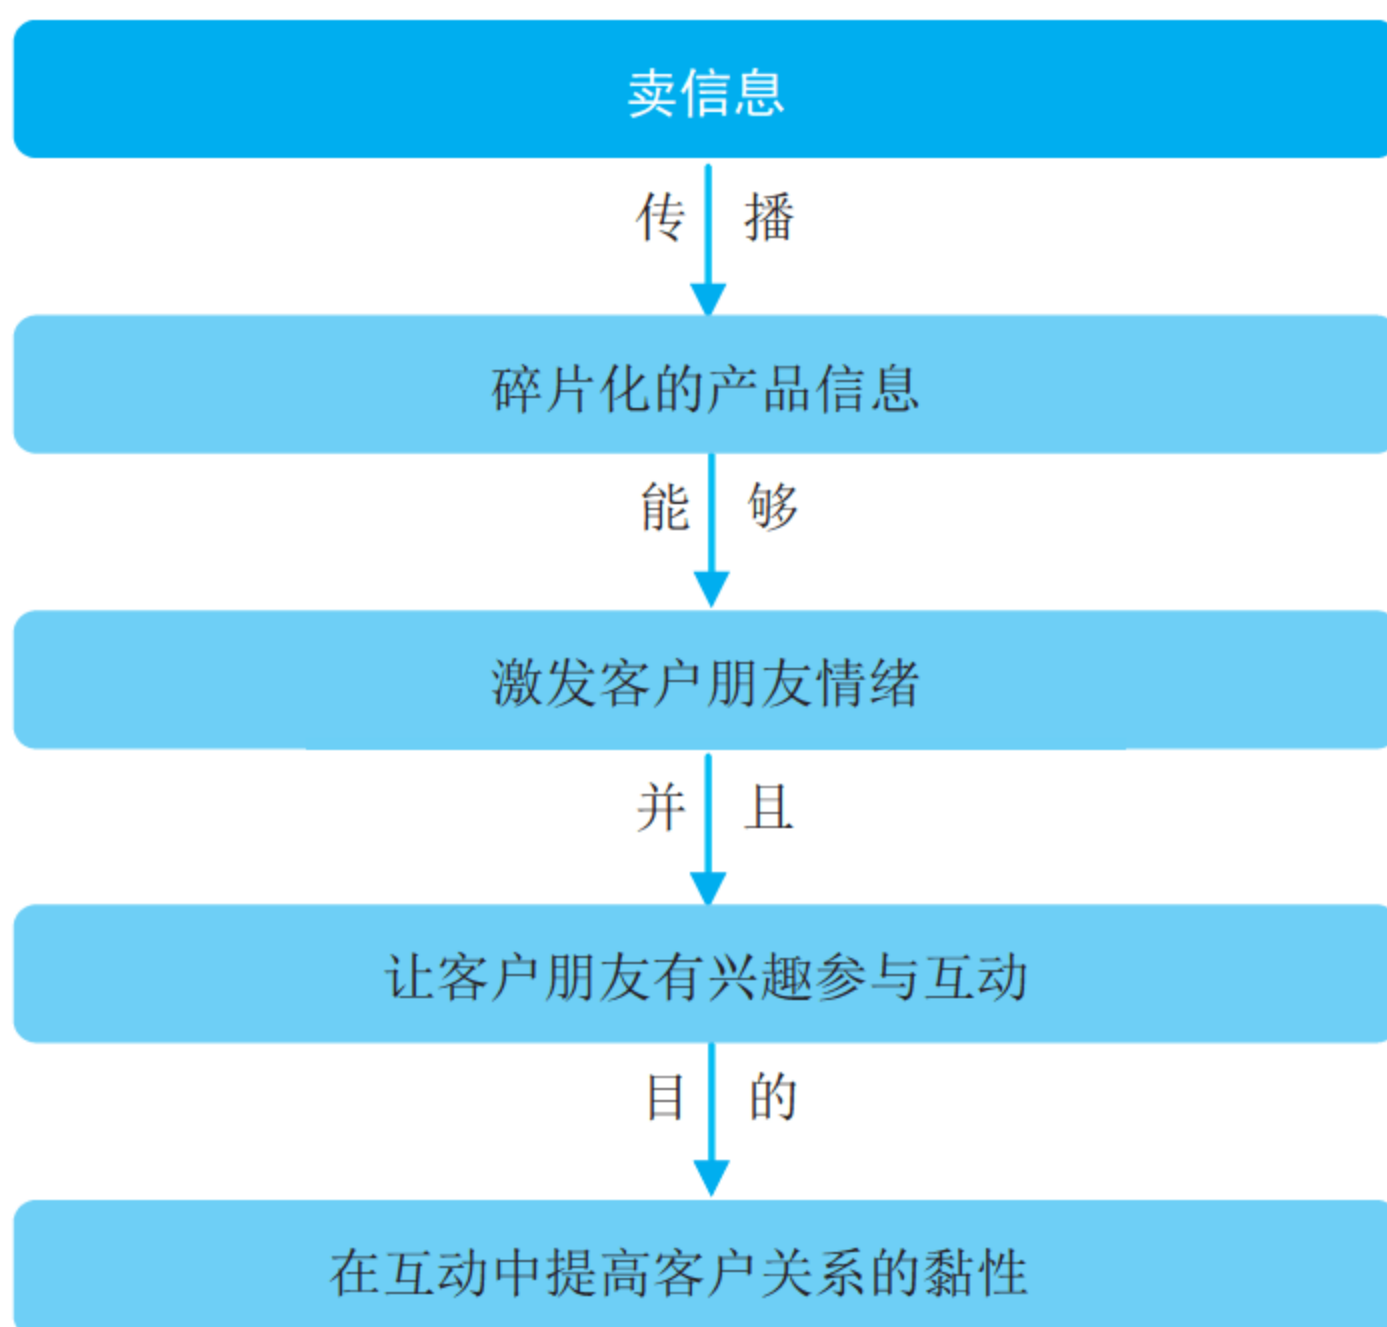 卖信息
传播
碎片化的产品信息
能够
激发客户朋友情绪
并且
让客户朋友有兴趣参与互动
目的
在互动中提高客户关系的黏性